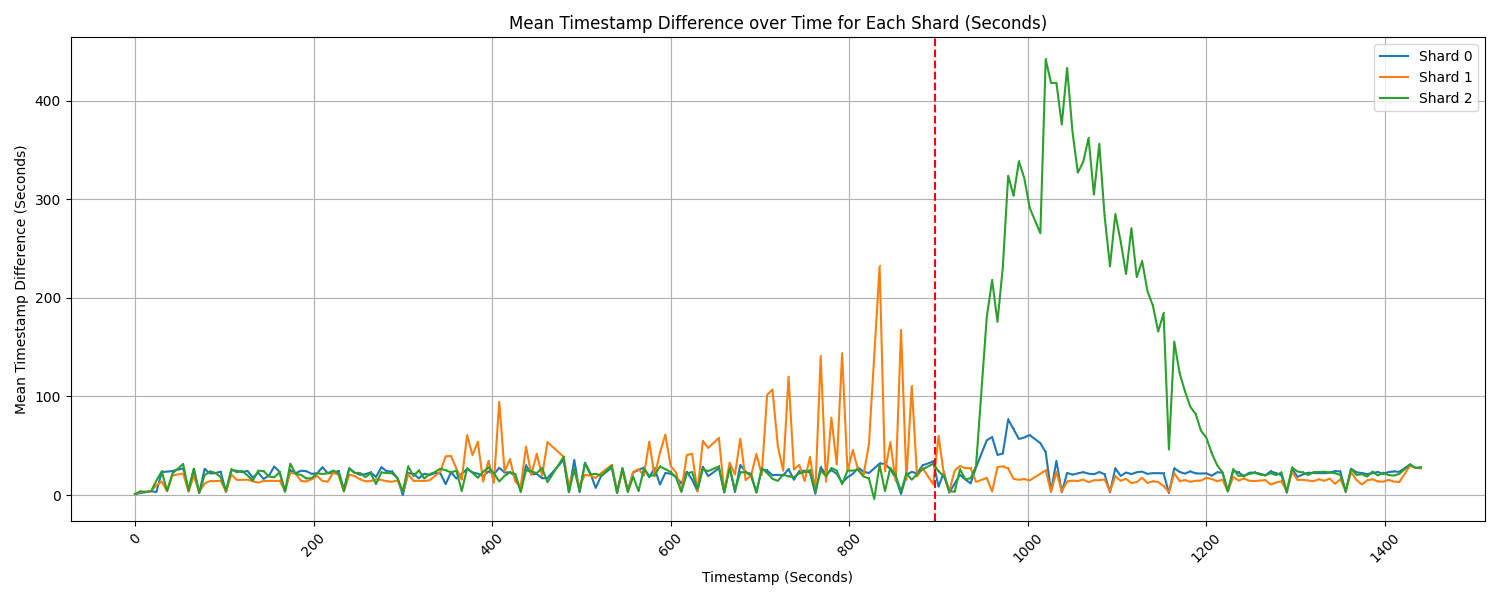 Mean Timestamp Difference over Time for Each Shard (Seconds)
Mean Timestamp Difference (Seconds)
400
300
200
100
0
Shard 0
Shard 1
Shard 2
0
200
400
600
800
1000
1200
1400
Timestamp (Seconds)